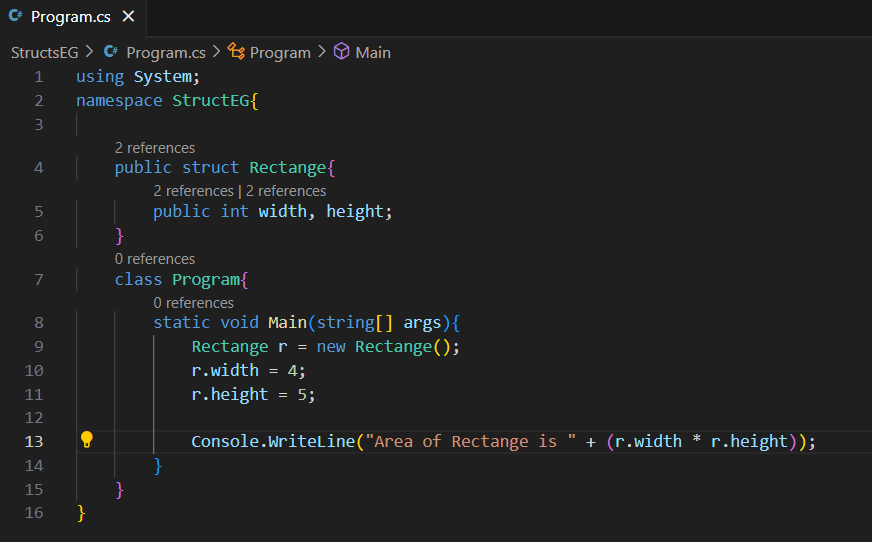 C# Program.cs ×
StructsEG > C# Program.cs > Program > Main
1 using System;
2 namespace StructEG{
3
2 references
4 public struct Rectange{
2 references | 2 references
5 public int width, height;
6 }
0 references
7 class Program{
0 references
8 static void Main(string[] args){
9 Rectange r = new Rectange();
10 r.width = 4;
11 r.height = 5;
12
13 Console.WriteLine("Area of Rectange is " + (r.width * r.height));
14 }
15 }
16 }